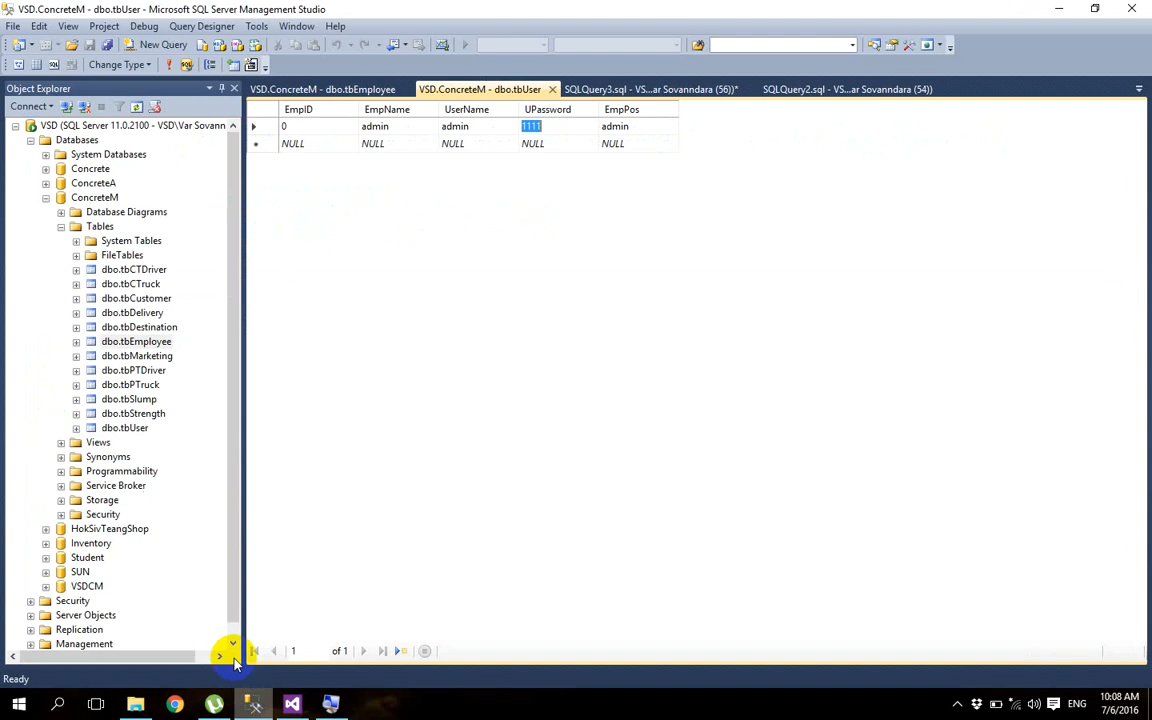 VSD.ConcreteM - dbo.tbUser - Microsoft SQL Server Management Studio
File Edit View Project Debug Query Designer Tools Window Help
New Query
Change Type
Object Explorer
VSD.ConcreteM - dbo.tbEmployee VSD.ConcreteM - dbo.tbUser SQLQuery3.sql - VS...ar Sovanndara (56))* SQLQuery2.sql - VS...ar Sovanndara (54))
Connect
EmpID EmpName UserName UPassword EmpPos
0 admin admin 1111 admin
NULL NULL NULL NULL NULL
VSD (SQL Server 11.0.2100 - VSD\Var Sovann
Databases
System Databases
Concrete
ConcreteA
ConcreteM
Database Diagrams
Tables
System Tables
FileTables
dbo.tbCTDriver
dbo.tbCTruck
dbo.tbCustomer
dbo.tbDelivery
dbo.tbDestination
dbo.tbEmployee
dbo.tbMarketing
dbo.tbPTDriver
dbo.tbPTruck
dbo.tbSlump
dbo.tbStrength
dbo.tbUser
Views
Synonyms
Programmability
Service Broker
Storage
Security
HokSivTeangShop
Inventory
Student
SUN
VSDCM
Security
Server Objects
Replication
Management
1 of 1
Ready
ENG
10:08 AM
7/6/2016